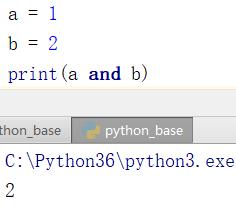 a = 1
b = 2
print(a and b)
thon_base python_base
C:\Python36\python3.exe
2